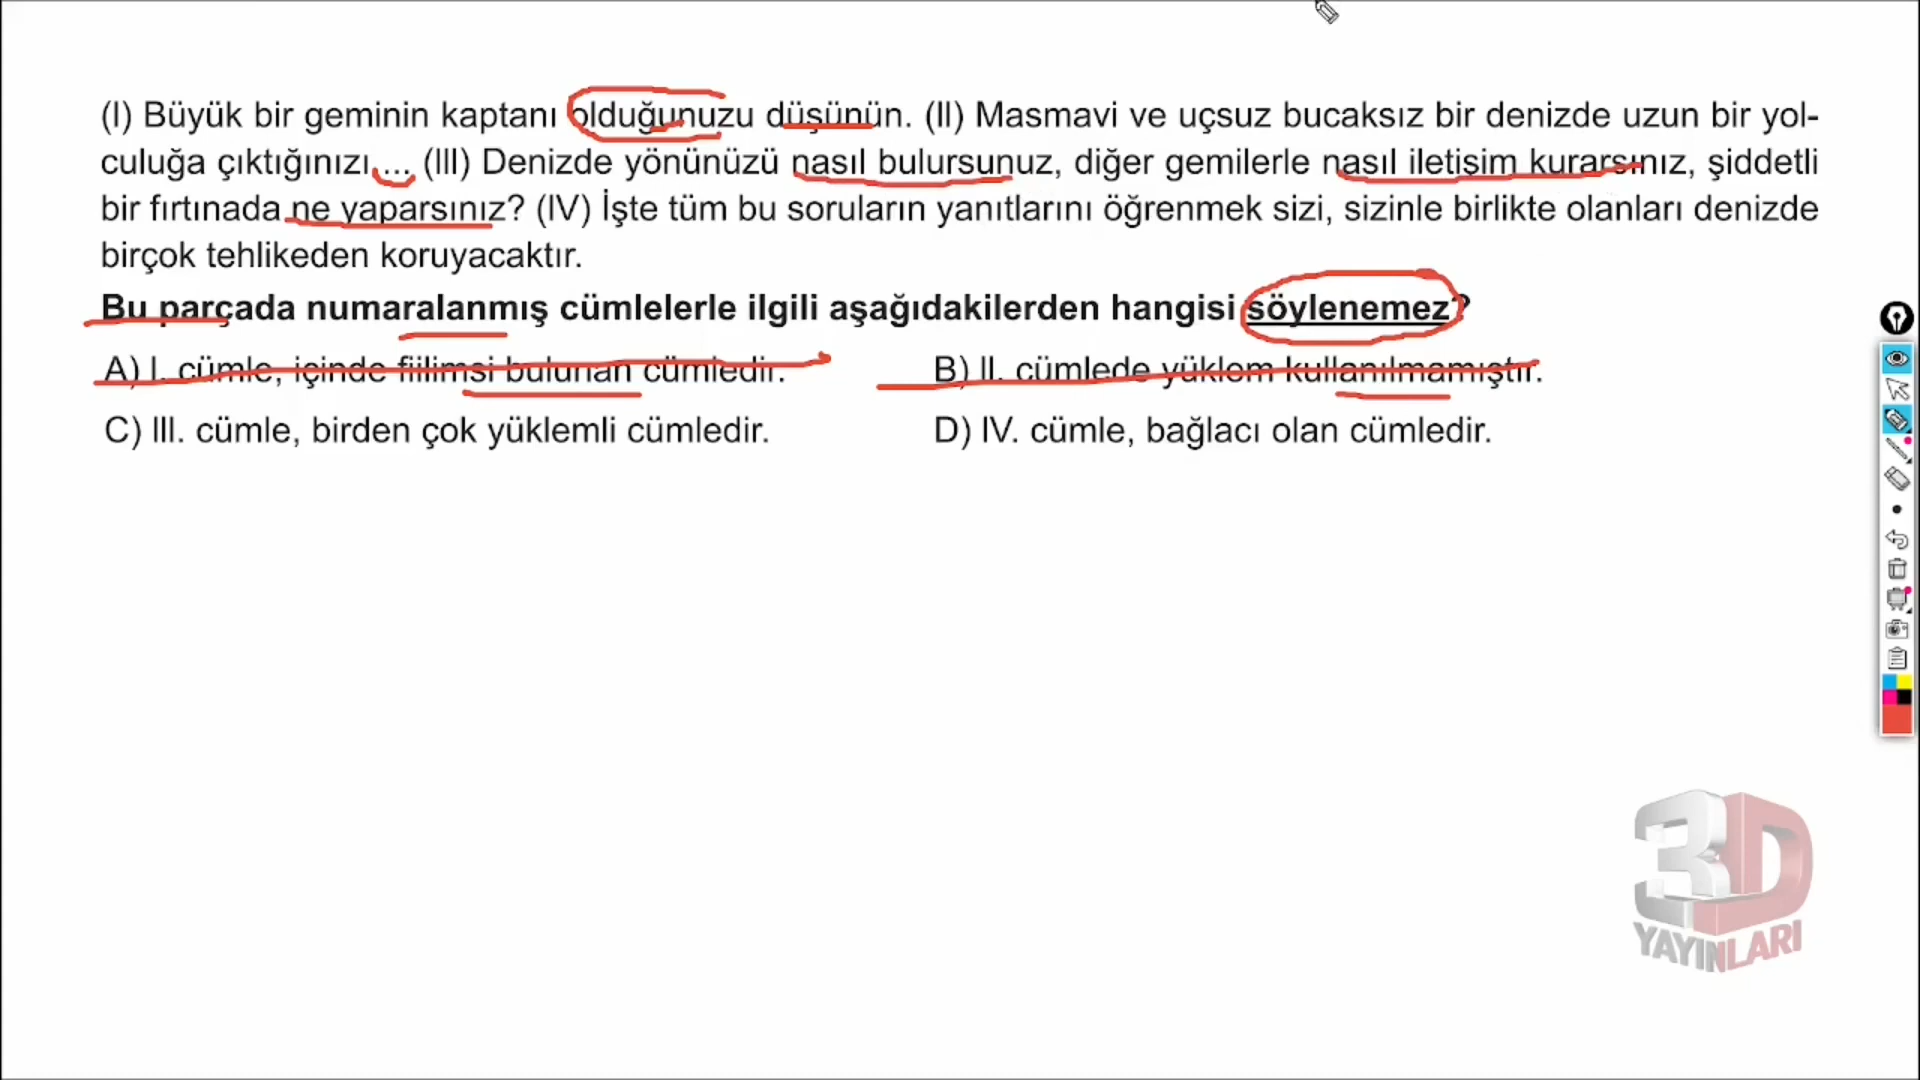 (I) Büyük bir geminin kaptanı olduğunuzu düşünün. (II) Masmavi ve uçsuz bucaksız bir denizde uzun bir yol-
culuğa çıktığınızı ... (III) Denizde yönünüzü nasıl bulursunuz, diğer gemilerle nasıl iletişim kurarsınız, şiddetli
bir fırtınada ne yaparsınız? (IV) İşte tüm bu soruların yanıtlarını öğrenmek sizi, sizinle birlikte olanları denizde
birçok tehlikeden koruyacaktır.
Bu parçada numaralanmış cümlelerle ilgili aşağıdakilerden hangisi söylenemez?
A) I. cümle, içinde fiilimsi bulunan cümledir.
B) II. cümlede yüklem kullanılmamıştır.
C) III. cümle, birden çok yüklemli cümledir.
D) IV. cümle, bağlacı olan cümledir.
3D
YAYINLARI